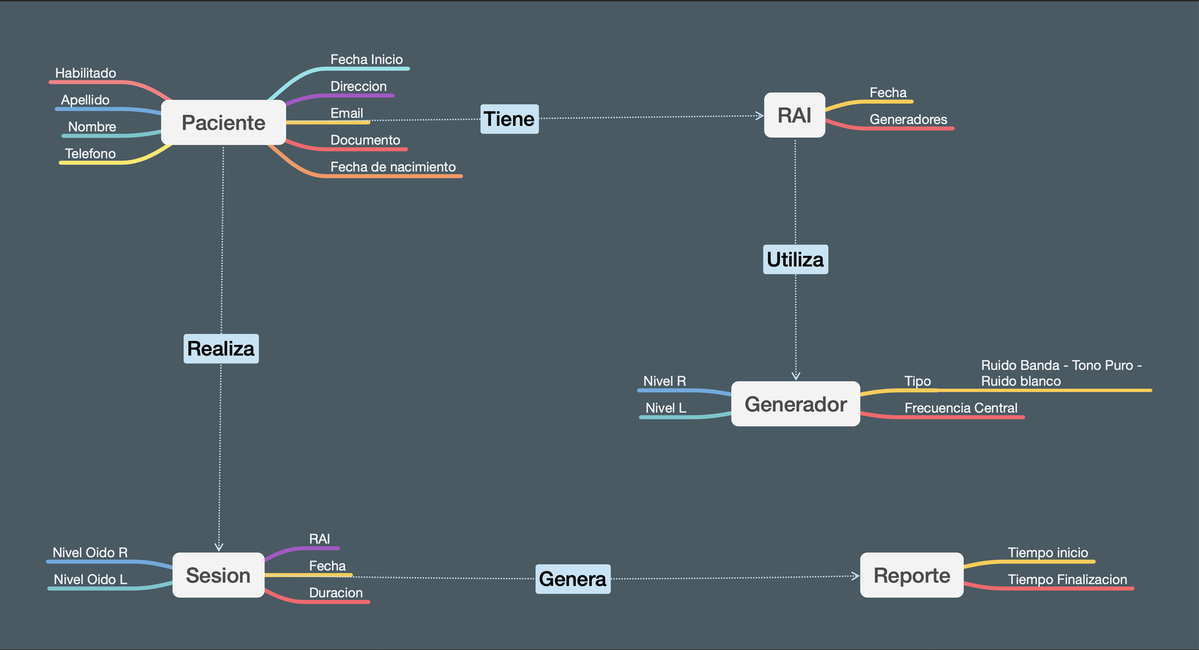 Habilitado
Apellido
Nombre
Telefono
Paciente
Fecha Inicio
Direccion
Email
Documento
Fecha de nacimiento
Tiene
RAI
Fecha
Generadores
Utiliza
Realiza
Nivel R
Nivel L
Generador
Tipo
Ruido Banda - Tono Puro -
Ruido blanco
Frecuencia Central
Nivel Oido R
Nivel Oido L
Sesion
RAI
Fecha
Duracion
Genera
Reporte
Tiempo inicio
Tiempo Finalizacion